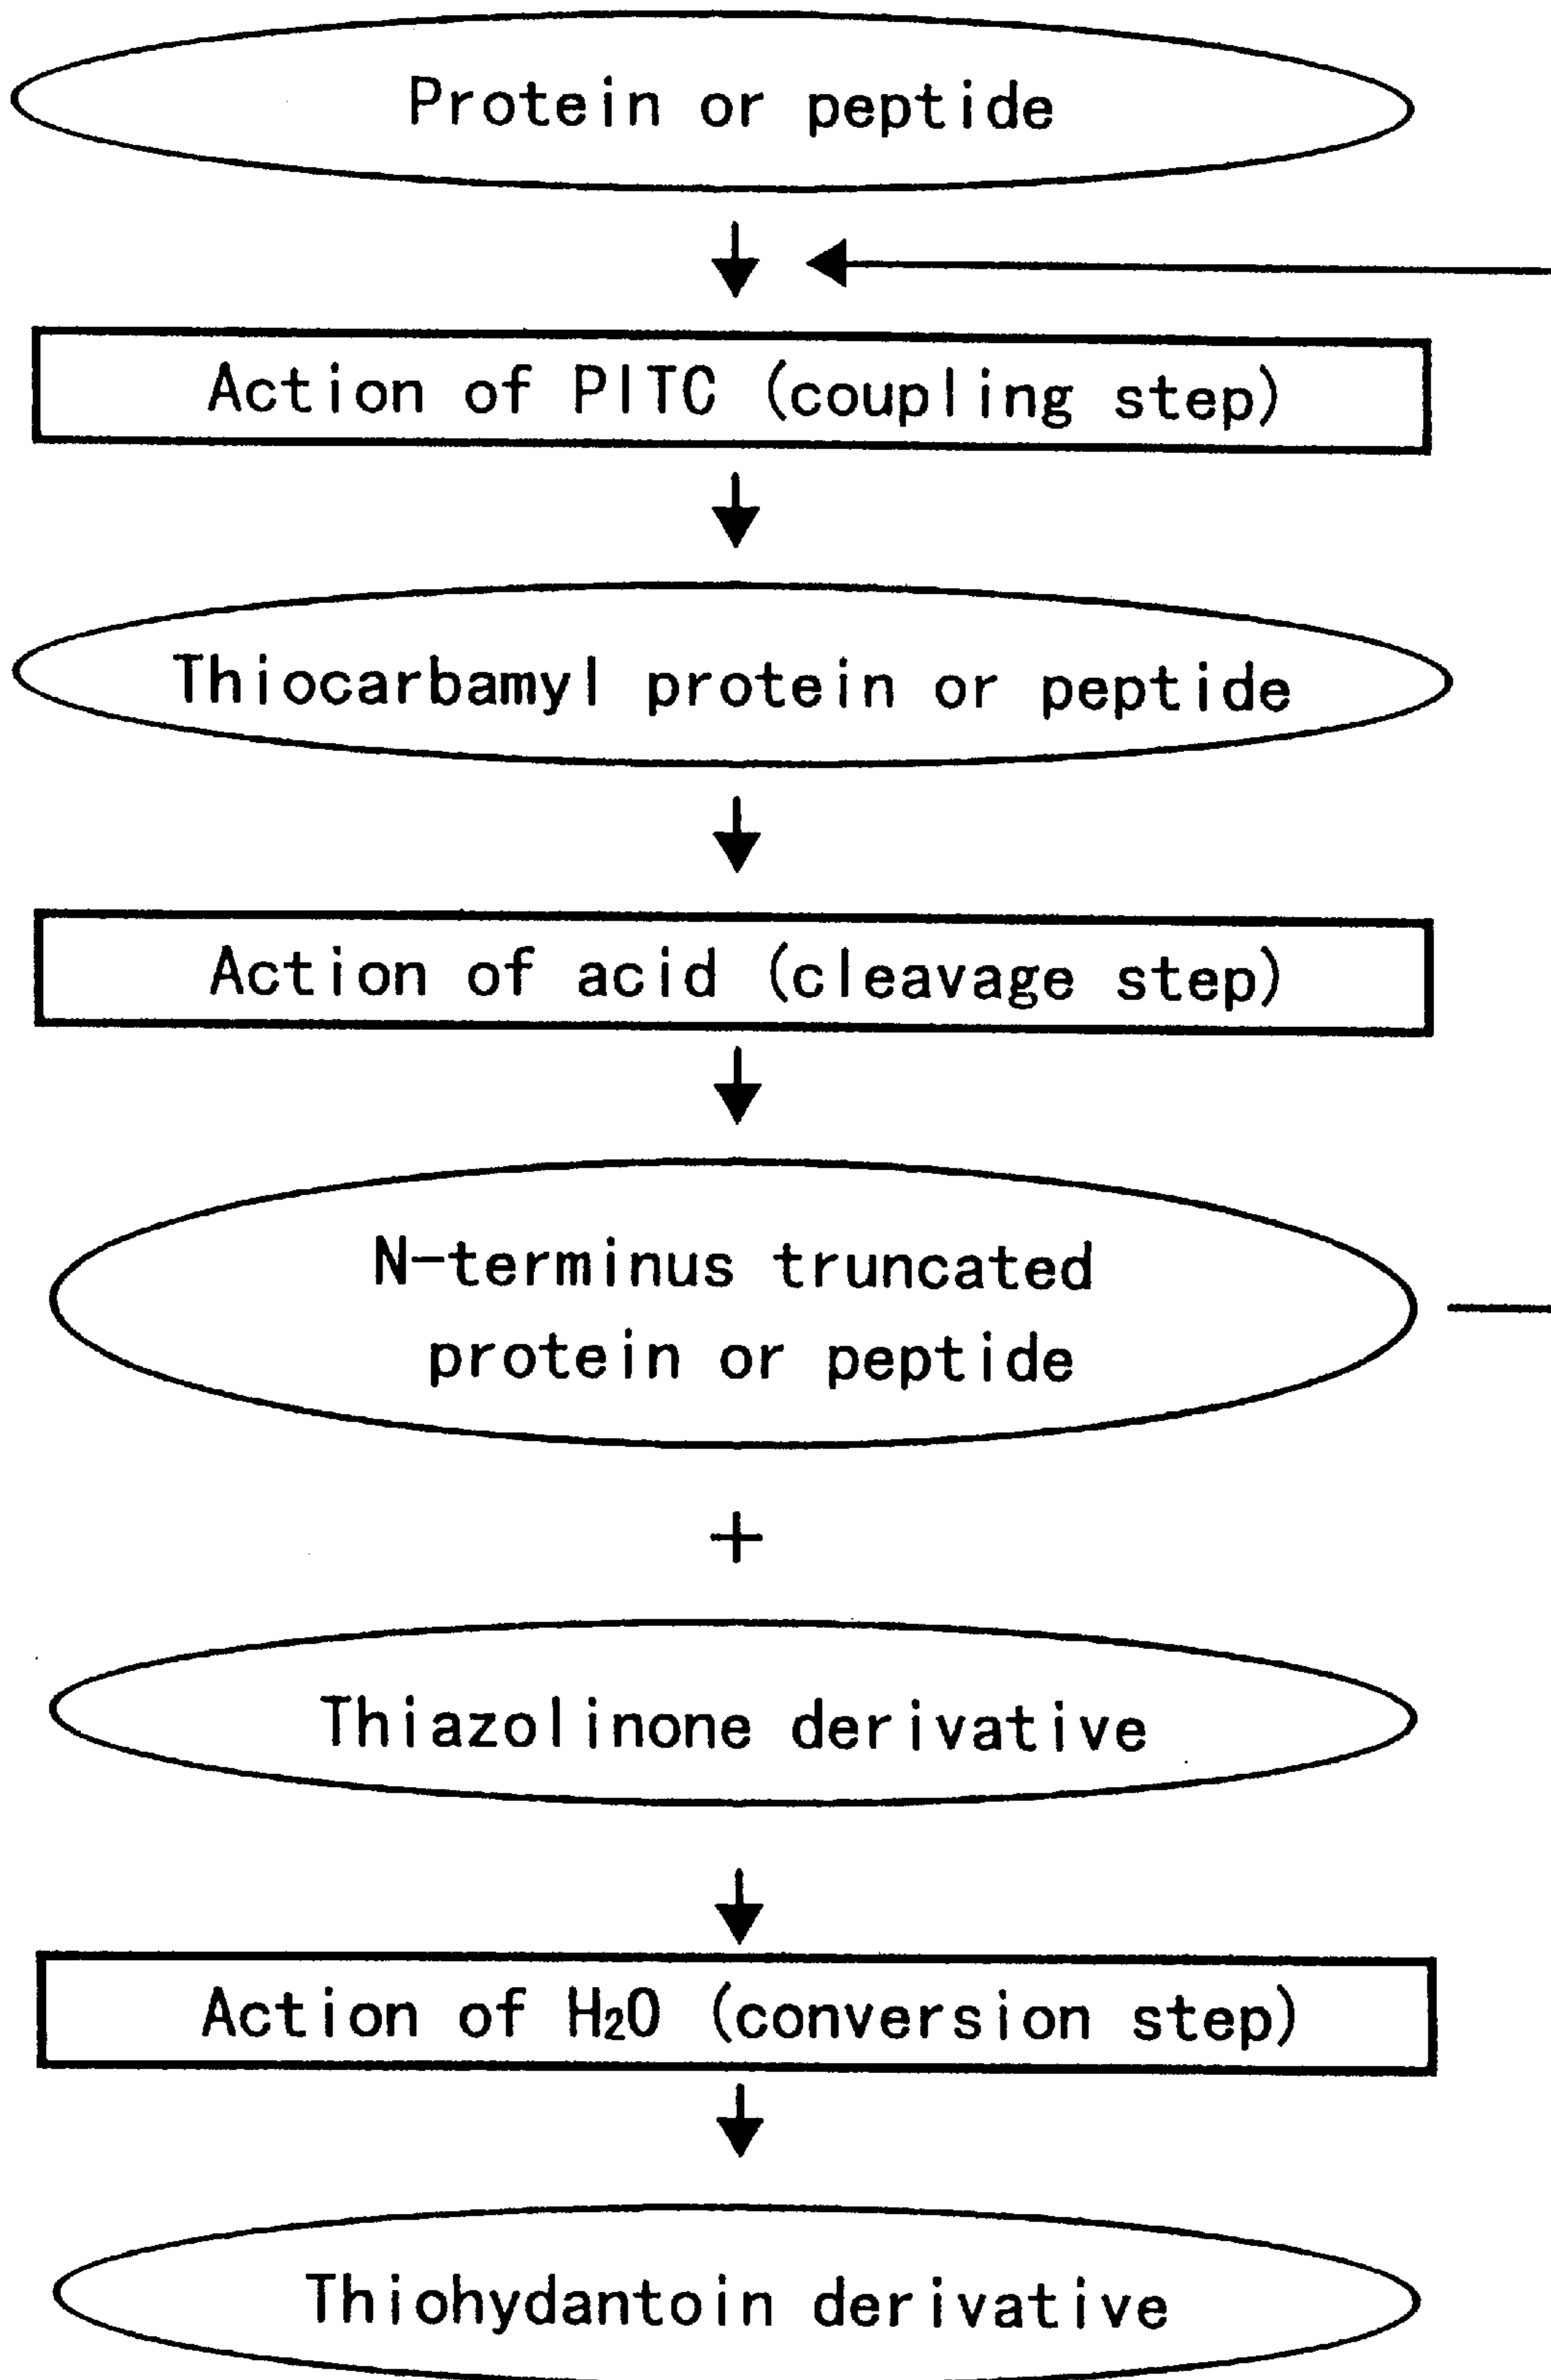 Protein or peptide
Action of PITC (coupling step)
Thiocarbamyl protein or peptide
Action of acid (cleavage step)
N-terminus truncated
protein or peptide
+
Thiazolinone derivative
Action of H₂O (conversion step)
Thiohydantoin derivative